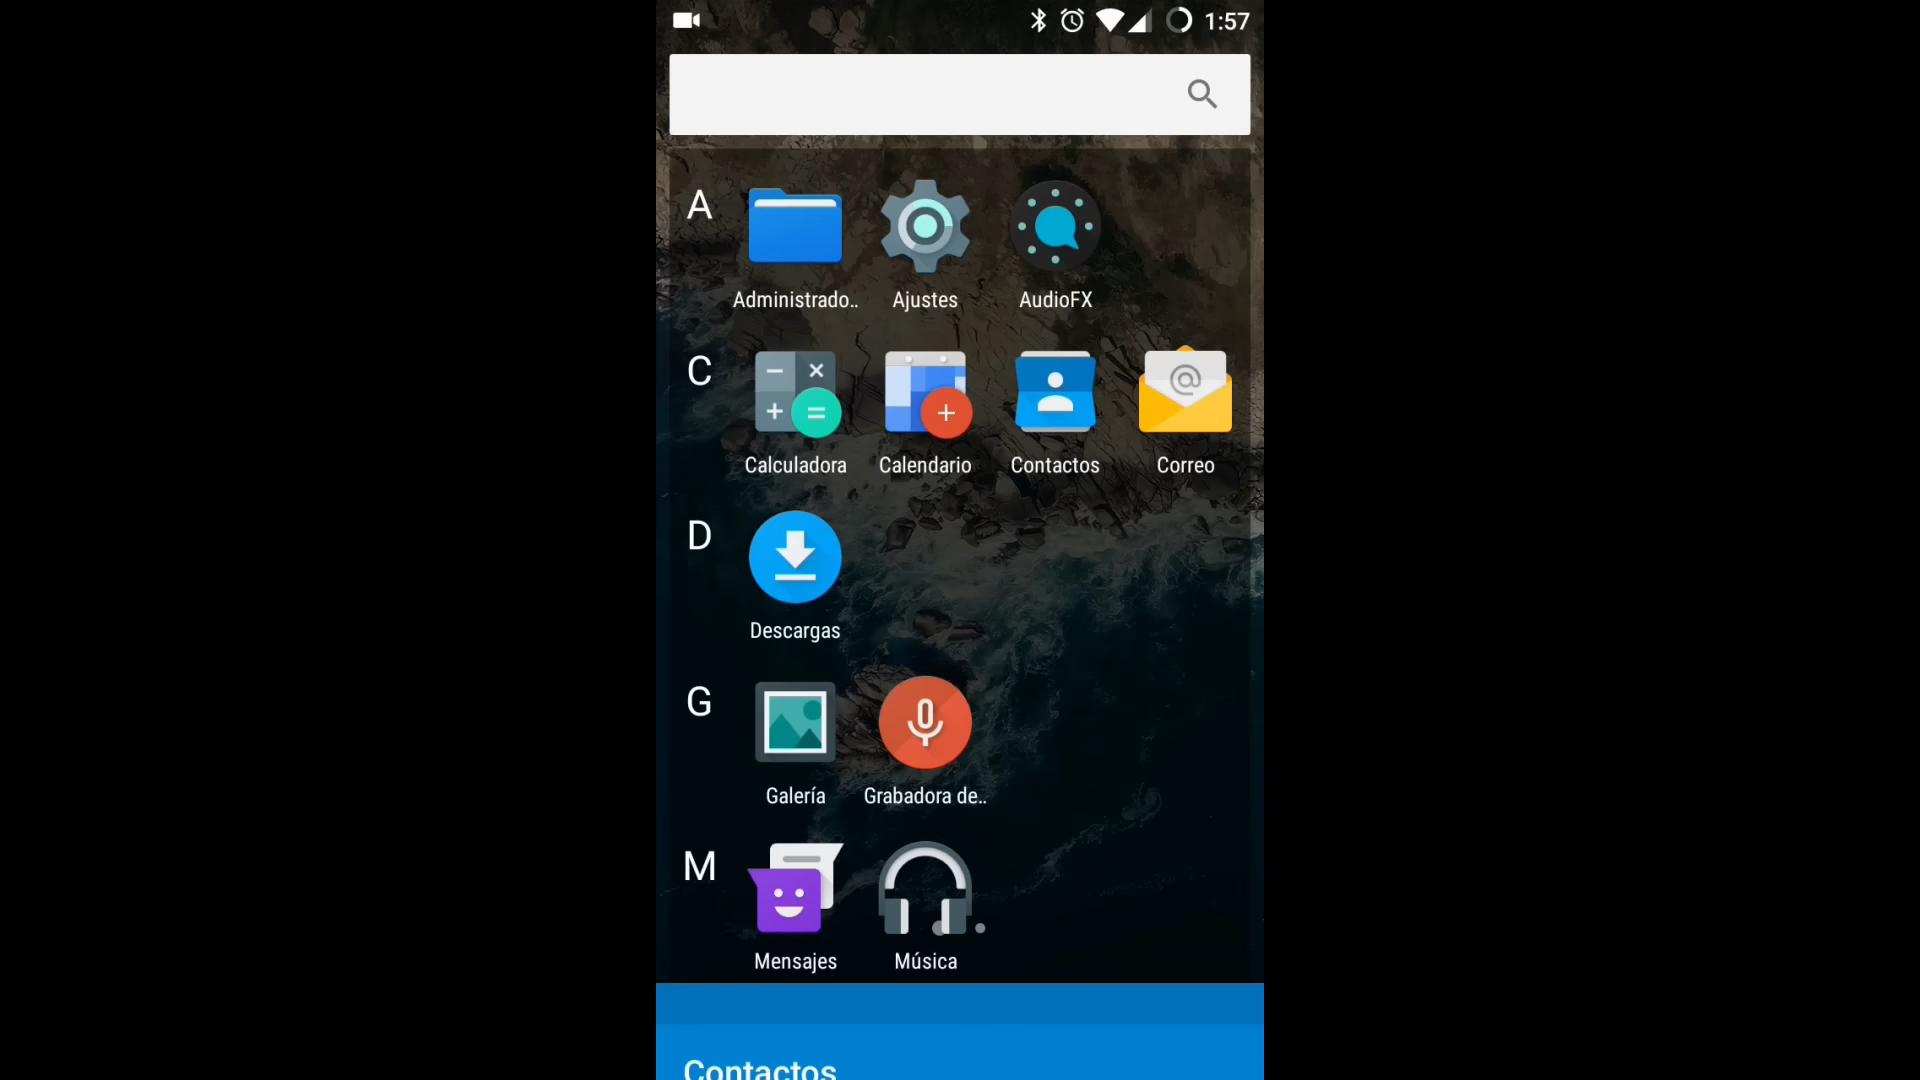 1:57
A
Administrado..
Ajustes
AudioFX
C
Calculadora
Calendario
Contactos
Correo
D
Descargas
G
Galería
Grabadora de..
M
Mensajes
Música
Contactos